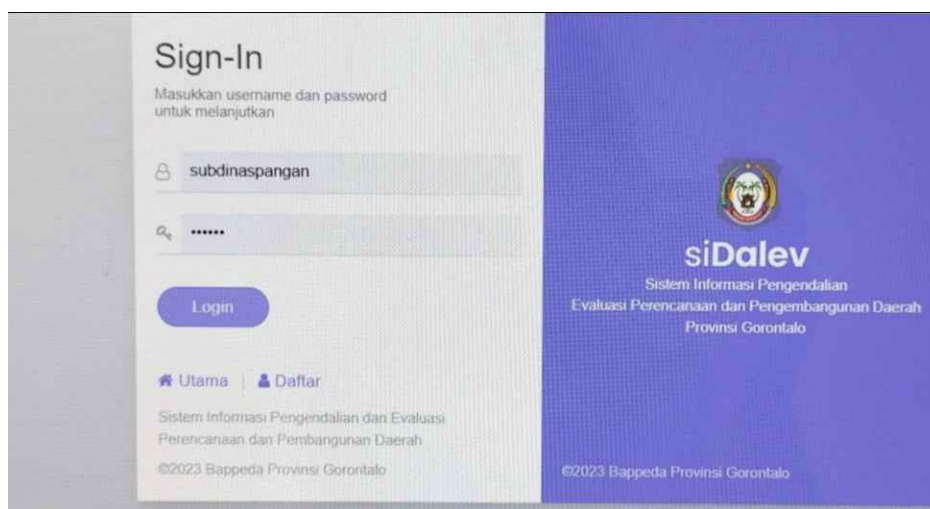 Sign-In
Masukkan username dan password
untuk melanjutkan
subdinaspangan
••••••
Login
Utama | Daftar
Sistem Informasi Pengendalian dan Evaluasi
Perencanaan dan Pembangunan Daerah
©2023 Bappeda Provinsi Gorontalo
siDalev
Sistem Informasi Pengendalian
Evaluasi Perencanaan dan Pengembangunan Daerah
Provinsi Gorontalo
©2023 Bappeda Provinsi Gorontalo